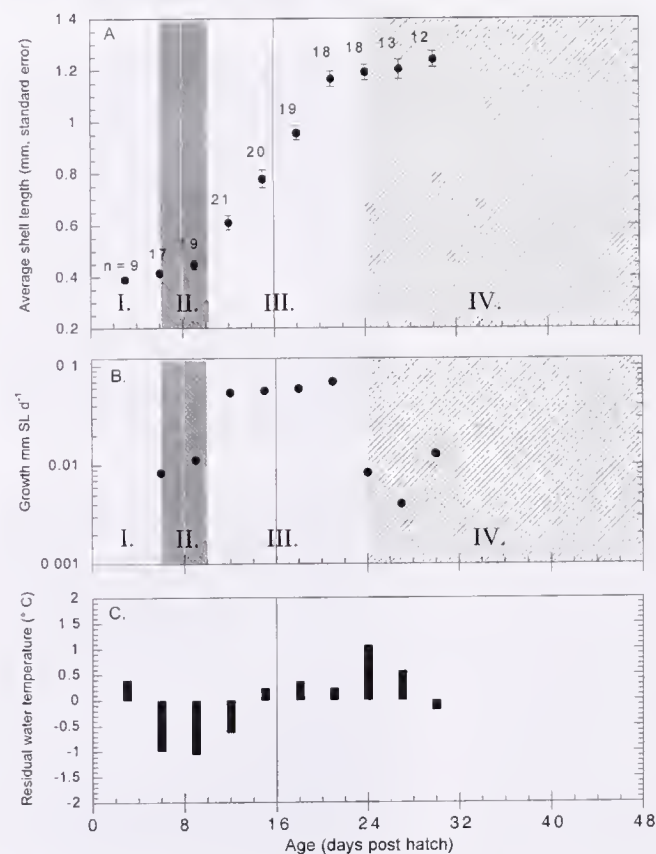 1.4
A
18
18
13
12
1.2
19
1
20
0.8
21
0.6
17
9
n = 9
0.4
I.
II.
III.
IV.
0.2
Average shell length (mm, standard error)
0.1
B.
0.01
I.
II.
III.
IV.
0 001
Growth mm SL d-1
2
C.
1 5
1
0.5
0
-0.5
-1
-1.5
-2
Residual water temperature (° C)
0 8 16 24 32 40 48
Age (days post hatch)